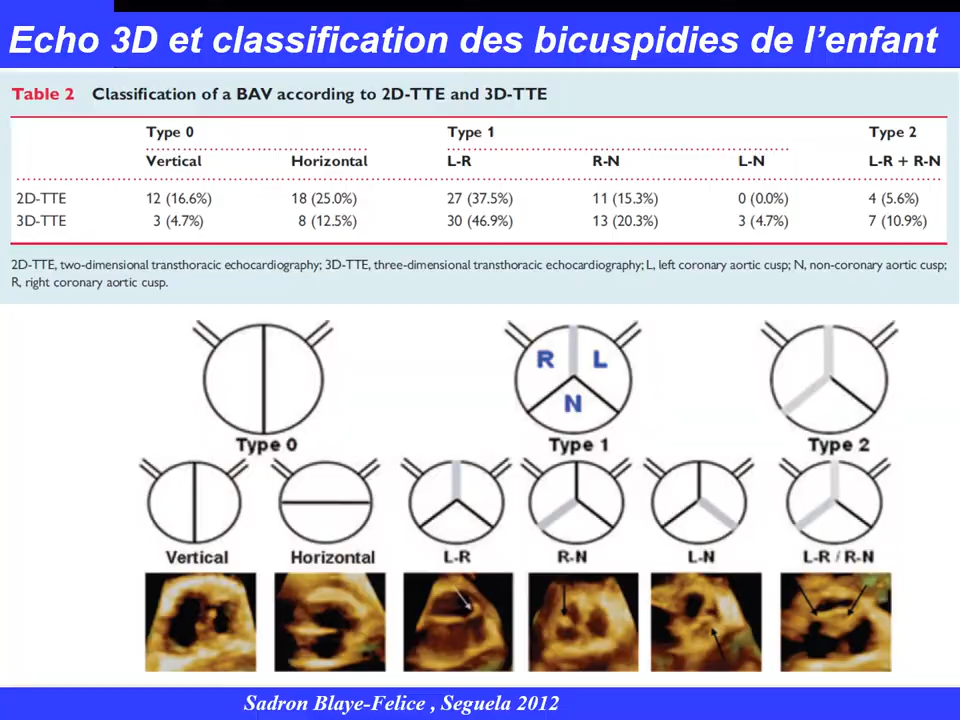 Echo 3D et classification des bicuspidies de l’enfant
Table 2 Classification of a BAV according to 2D-TTE and 3D-TTE
Type 0 Type 1 Type 2
Vertical Horizontal L-R R-N L-N L-R + R-N
2D-TTE 12 (16.6%) 18 (25.0%) 27 (37.5%) 11 (15.3%) 0 (0.0%) 4 (5.6%)
3D-TTE 3 (4.7%) 8 (12.5%) 30 (46.9%) 13 (20.3%) 3 (4.7%) 7 (10.9%)
2D-TTE, two-dimensional transthoracic echocardiography; 3D-TTE, three-dimensional transthoracic echocardiography; L, left coronary aortic cusp; N, non-coronary aortic cusp;
R, right coronary aortic cusp.
R L
N
Type 0 Type 1 Type 2
Vertical Horizontal L-R R-N L-N L-R / R-N
Sadron Blaye-Felice , Seguela 2012